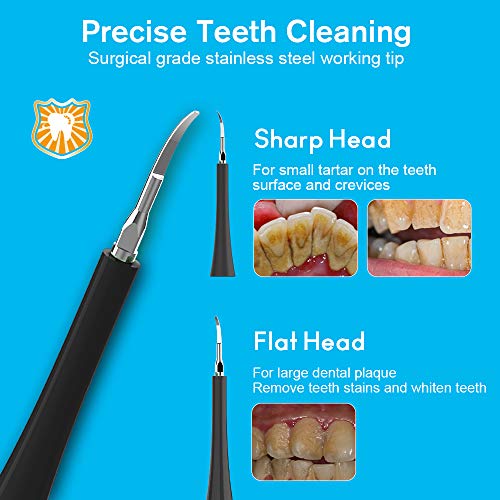 Precise Teeth Cleaning
Surgical grade stainless steel working tip
Sharp Head
For small tartar on the teeth
surface and crevices
Flat Head
For large dental plaque
Remove teeth stains and whiten teeth